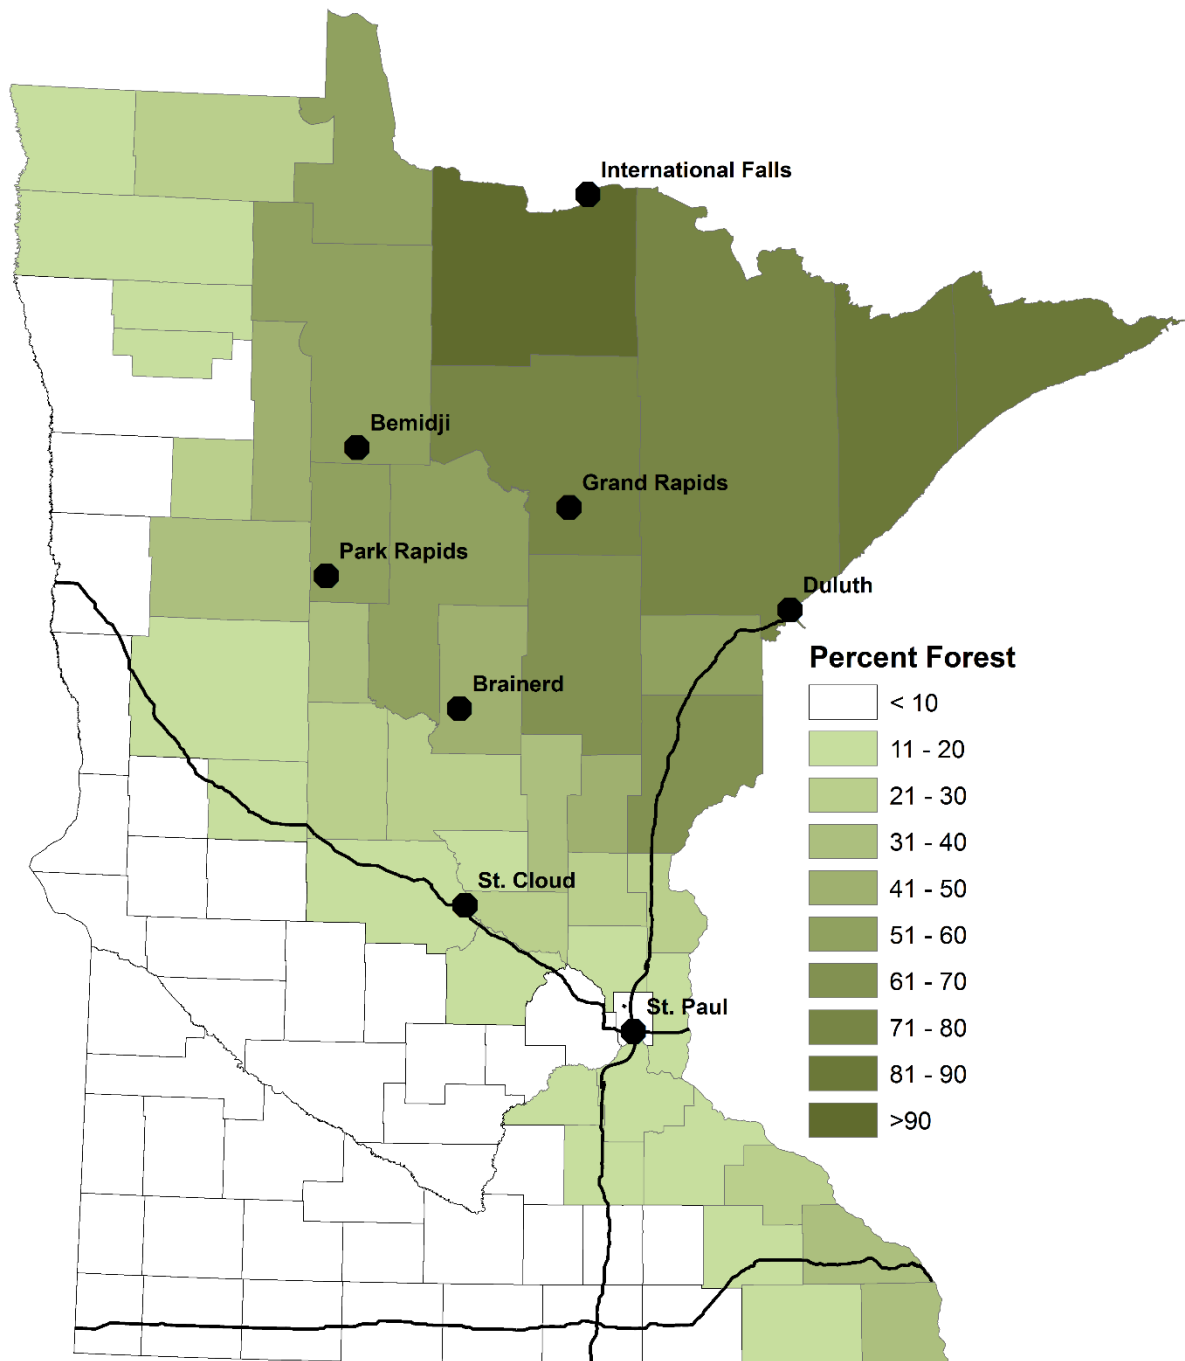 International Falls
Bemidji
Grand Rapids
Park Rapids
Duluth
Percent Forest
Brainerd
< 10
11 - 20
21 - 30
31 - 40
St. Cloud
41 - 50
51 - 60
61 - 70
St. Paul
71 - 80
81 - 90
>90